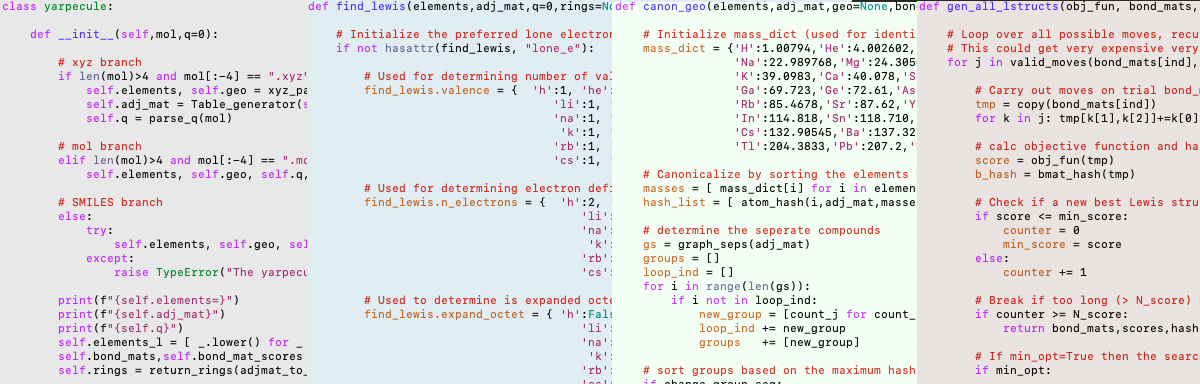 class yarpecule:
def __init__(self,mol,q=0):
# xyz branch
if len(mol)>4 and mol[:-4] == ".xyz"
self.elements, self.geo = xyz_pa
self.adj_mat = Table_generator(s
self.q = parse_q(mol)
# mol branch
elif len(mol)>4 and mol[:-4] == ".mo
self.elements, self.geo, self.q,
# SMILES branch
else:
try:
self.elements, self.geo, sel
except:
raise TypeError("The yarpecu
print(f"{self.elements=}")
print(f"{self.adj_mat}")
print(f"{self.q}")
self.elements_l = [ _.lower() for _
self.bond_mats,self.bond_mat_scores
self.rings = return_rings(adjmat_to_
def find_lewis(elements,adj_mat,q=0,rings=No
# Initialize the preferred lone electron
if not hasattr(find_lewis, "lone_e"):
# Used for determining number of val
find_lewis.valence = { 'h':1, 'he':
'li':1,
'na':1,
'k':1,
'rb':1,
'cs':1,
# Used for determining electron defi
find_lewis.n_electrons = { 'h':2,
'li':
'na':
'k':
'rb':
'cs':
# Used to determine is expanded octe
find_lewis.expand_octet = { 'h':Fals
'li':
'na':
'k':
'rb':
'cs':
def canon_geo(elements,adj_mat,geo=None,bon
# Initialize mass_dict (used for identi
mass_dict = {'H':1.00794,'He':4.002602,
'Na':22.989768,'Mg':24.305
'K':39.0983,'Ca':40.078,'S
'Ga':69.723,'Ge':72.61,'As
'Rb':85.4678,'Sr':87.62,'Y
'In':114.818,'Sn':118.710,
'Cs':132.90545,'Ba':137.32
'Tl':204.3833,'Pb':207.2,'
# Canonicalize by sorting the elements
masses = [ mass_dict[i] for i in elemen
hash_list = [ atom_hash(i,adj_mat,masse
# determine the seperate compounds
gs = graph_seps(adj_mat)
groups = []
loop_ind = []
for i in range(len(gs)):
if i not in loop_ind:
new_group = [count_j for count_
loop_ind += new_group
groups += [new_group]
# sort groups based on the maximum hash
if change_group_seq:
def gen_all_lstructs(obj_fun, bond_mats,
# Loop over all possible moves, recu
# This could get very expensive very
for j in valid_moves(bond_mats[ind],
# Carry out moves on trial bond_m
tmp = copy(bond_mats[ind])
for k in j: tmp[k[1],k[2]]+=k[0]
# calc objective function and ha
score = obj_fun(tmp)
b_hash = bmat_hash(tmp)
# Check if a new best Lewis stru
if score <= min_score:
counter = 0
min_score = score
else:
counter += 1
# Break if too long (> N_score)
if counter >= N_score:
return bond_mats,scores,hash
# If min_opt=True then the searc
if min_opt: